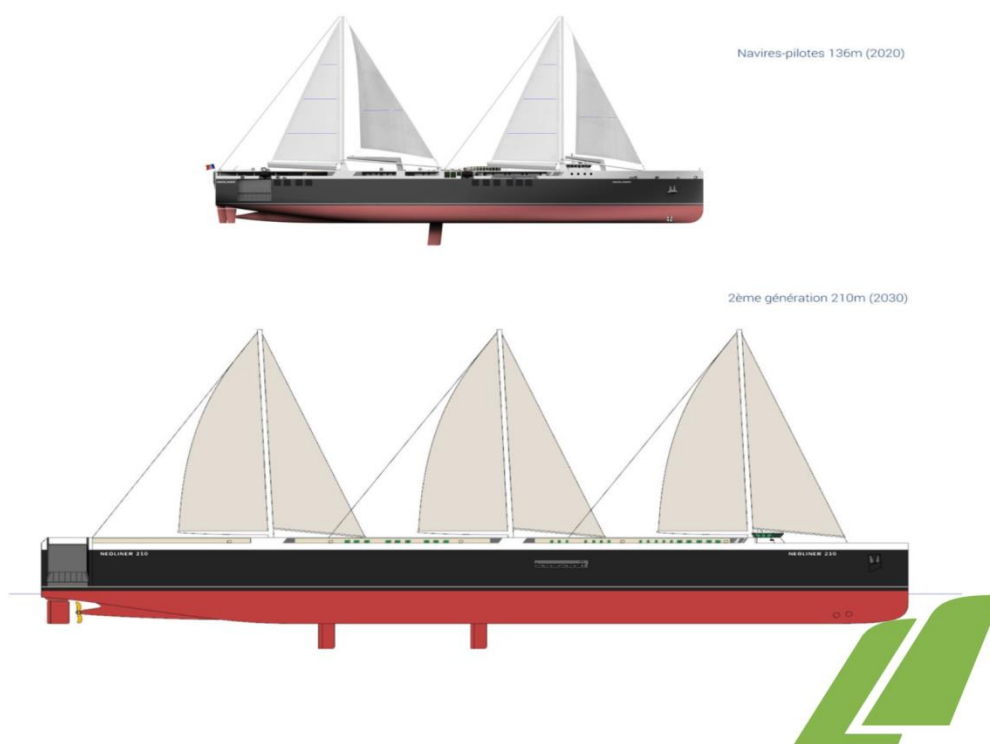 Navires-pilotes 136m (2020)
2ème génération 210m (2030)
NEOLINER 210
NEOLINER 210